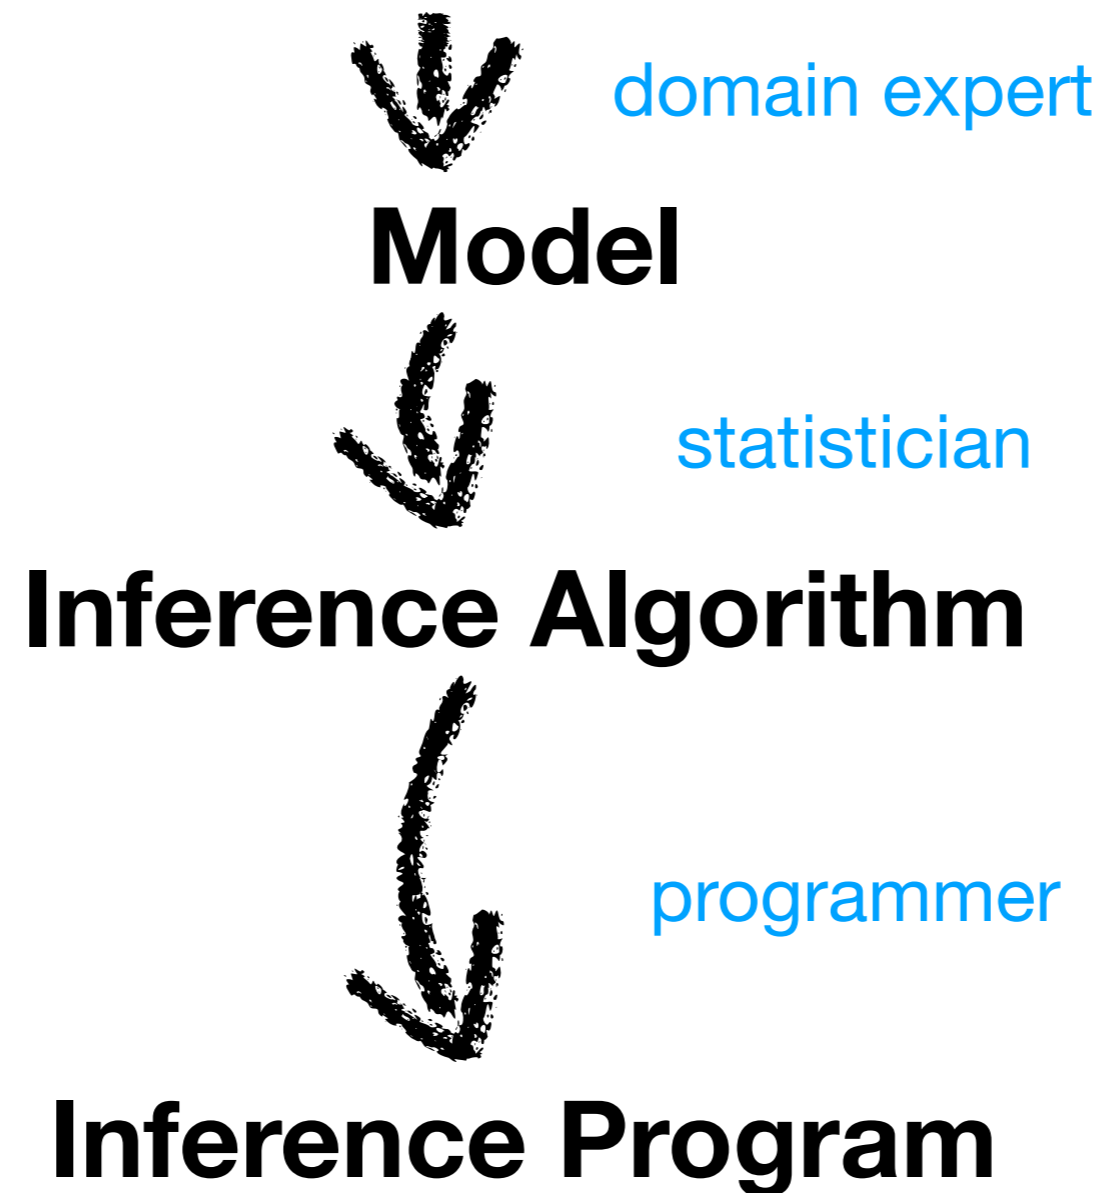 domain expert
Model
statistician
Inference Algorithm
programmer
Inference Program